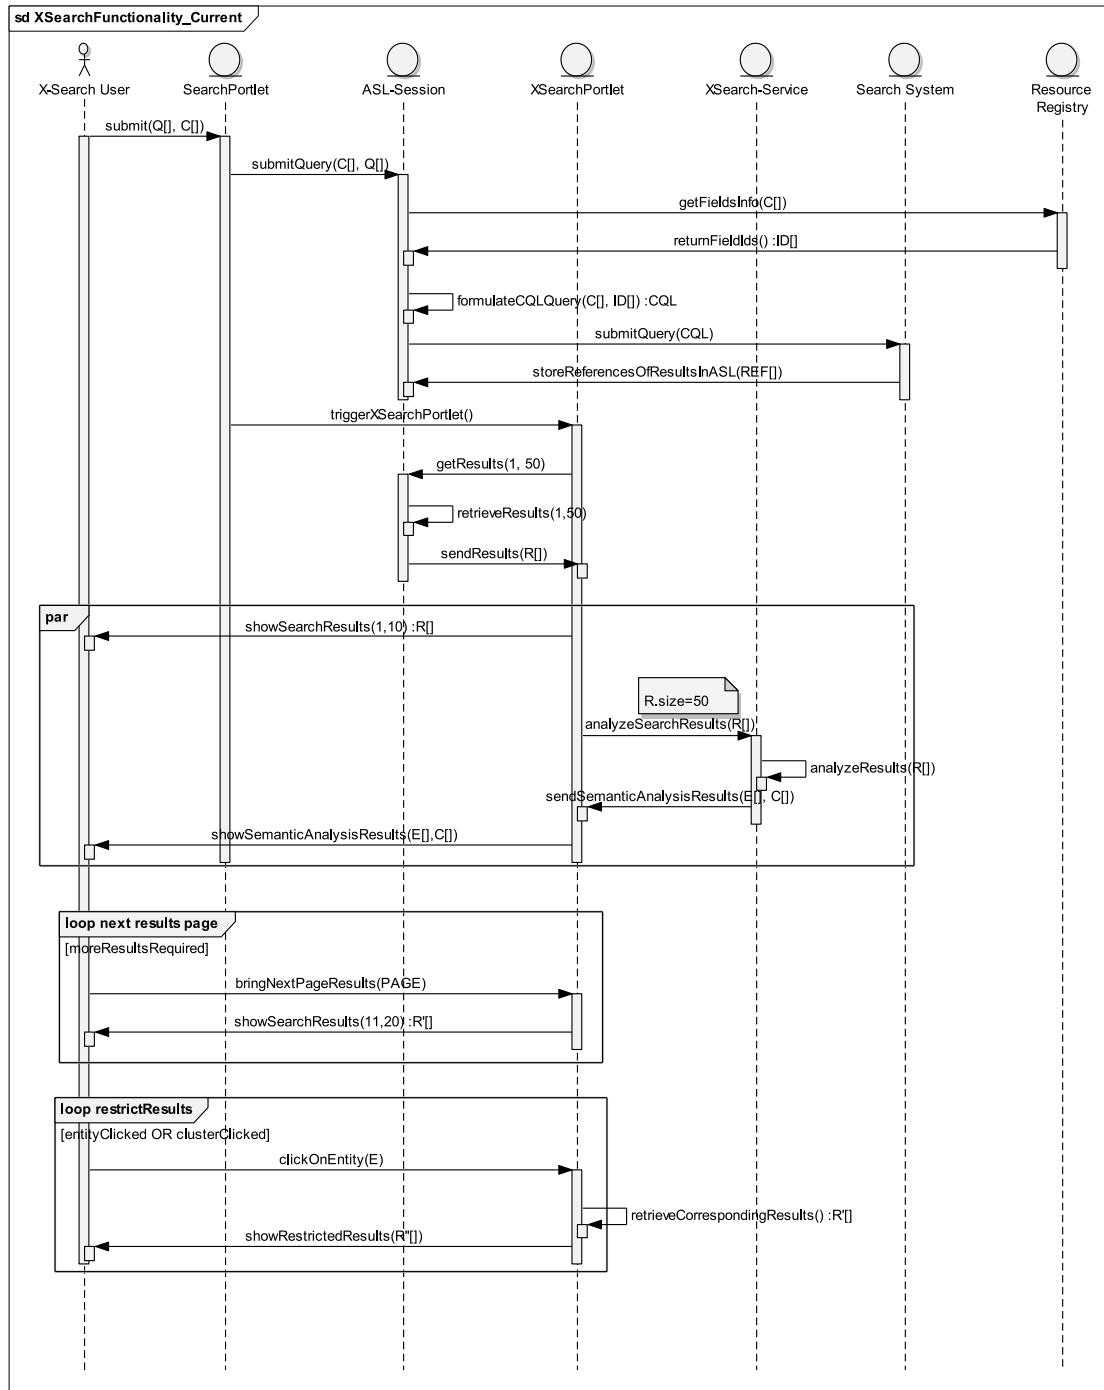 sd XSearchFunctionality_Current
X-Search User
SearchPortlet
ASL-Session
XSearchPortlet
XSearch-Service
Search System
Resource
Registry
submit(Q[], C[])
submitQuery(C[], Q[])
getFieldsInfo(C[])
returnFieldIds() :ID[]
formulateCQLQuery(C[], ID[]) :CQL
submitQuery(CQL)
storeReferencesOfResultsInASL(REF[])
triggerXSearchPortlet()
getResults(1, 50)
retrieveResults(1,50)
sendResults(R[])
par
showSearchResults(1,10) :R[]
R.size=50
analyzeSearchResults(R[])
analyzeResults(R[])
sendSemanticAnalysisResults(E[], C[])
showSemanticAnalysisResults(E[],C[])
loop next results page
[moreResultsRequired]
bringNextPageResults(PAGE)
showSearchResults(11,20) :R'[]
loop restrictResults
[entityClicked OR clusterClicked]
clickOnEntity(E)
retrieveCorrespondingResults() :R'[]
showRestrictedResults(R"[])